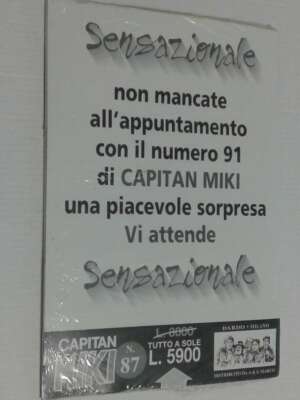 Sensazionale
non mancate
all'appuntamento
con il numero 91
di CAPITAN MIKI
una piacevole sorpresa
Vi attende
Sensazionale
CAPITAN
MIKI
N.
87
L. 8000
TUTTO A SOLE
L. 5900
DARDO - MILANO